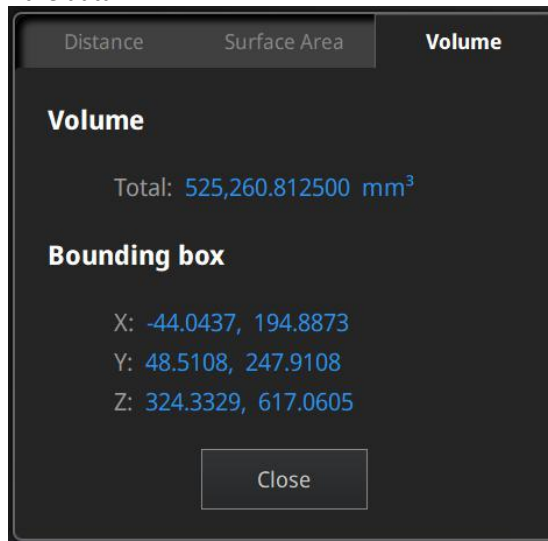 Distance Surface Area Volume
Volume
Total: 525,260.812500 mm³
Bounding box
X: -44.0437, 194.8873
Y: 48.5108, 247.9108
Z: 324.3329, 617.0605
Close